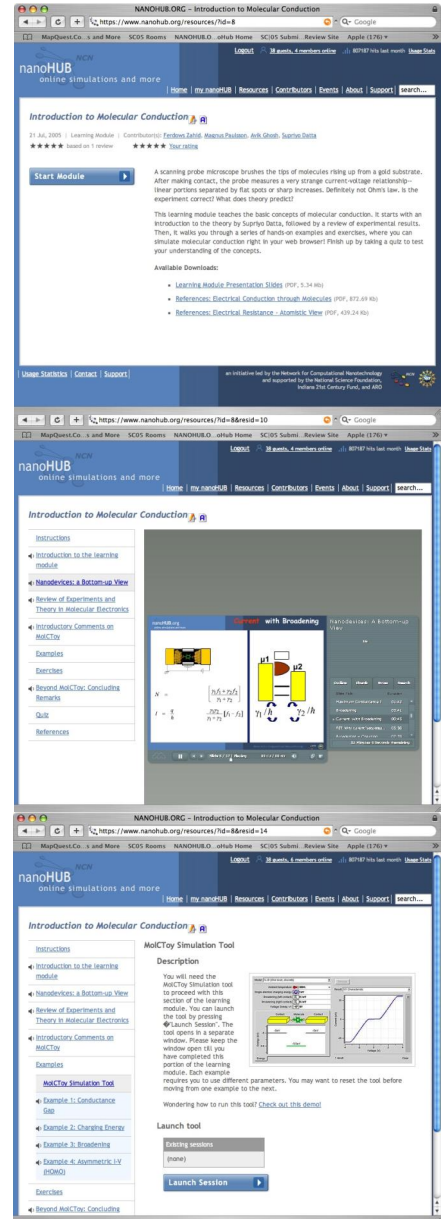 NANOHUB.ORG - Introduction to Molecular Conduction
https://www.nanohub.org/resources/?id=8
Google
MapQuest.Co...s and More SC05 Rooms NANOHUB.O...oHub Home SC|05 Submi...Review Site Apple (176)
NCN
Logout 38 guests, 4 members online 807187 hits last month Usage Stats
nanoHUB
online simulations and more
Home | my nanoHUB | Resources | Contributors | Events | About | Support | search...
Introduction to Molecular Conduction
21 Jul, 2005 | Learning Module | Contributor(s): Ferdows Zahid, Magnus Paulsson, Avik Ghosh, Supriyo Datta
based on 1 review Your rating
Start Module
A scanning probe microscope brushes the tips of molecules rising up from a gold substrate.
After making contact, the probe measures a very strange current-voltage relationship—
linear portions separated by flat spots or sharp increases. Definitely not Ohm's law. Is the
experiment correct? What does theory predict?
This learning module teaches the basic concepts of molecular conduction. It starts with an
introduction to the theory by Supriyo Datta, followed by a review of experimental results.
Then, it walks you through a series of hands-on examples and exercises, where you can
simulate molecular conduction right in your web browser! Finish up by taking a quiz to test
your understanding of the concepts.
Available Downloads:
Learning Module Presentation Slides (PDF, 5.34 Mb)
References: Electrical Conduction through Molecules (PDF, 873.69 Kb)
References: Electrical Resistance - Atomistic View (PDF, 439.24 Kb)
Usage Statistics | Contact | Support
an initiative led by the Network for Computational Nanotechnology
and supported by the National Science Foundation,
Indiana 21st Century Fund, and ARO
https://www.nanohub.org/resources/?id=8&resid=10
Google
MapQuest.Co...s and More SC05 Rooms NANOHUB.O...oHub Home SC|05 Submi...Review Site Apple (176)
NCN
Logout 38 guests, 4 members online 807187 hits last month Usage Stats
nanoHUB
online simulations and more
Home | my nanoHUB | Resources | Contributors | Events | About | Support | search...
Introduction to Molecular Conduction
Instructions
Introduction to the learning
module
Nanodevices: a Bottom-up View
Review of Experiments and
Theory in Molecular Electronics
Introductory Comments on
MolCToy
Examples
Exercises
Beyond MolCToy: Concluding
Remarks
Quiz
References
Current with Broadening
μ1
μ2
γ1/ħ γ2/ħ
Nanodevices: A Bottom-up
View
NANOHUB.ORG - Introduction to Molecular Conduction
https://www.nanohub.org/resources/?id=8&resid=14
Google
MapQuest.Co...s and More SC05 Rooms NANOHUB.O...oHub Home SC|05 Submi...Review Site Apple (176)
NCN
Logout 38 guests, 6 members online 807187 hits last month Usage Stats
nanoHUB
online simulations and more
Home | my nanoHUB | Resources | Contributors | Events | About | Support | search...
Introduction to Molecular Conduction
Instructions
Introduction to the learning
module
Nanodevices: a Bottom-up View
Review of Experiments and
Theory in Molecular Electronics
Introductory Comments on
MolCToy
Examples
MolCToy Simulation Tool
Example 1: Conductance
Gap
Example 2: Charging Energy
Example 3: Broadening
Example 4: Asymmetric I-V
(HOMO)
Exercises
Beyond MolCToy: Concluding
MolCToy Simulation Tool
Description
You will need the
MolCToy Simulation tool
to proceed with this
section of the learning
module. You can launch
the tool by pressing
�'Launch Session". The
tool opens in a separate
window. Please keep the
window open till you
have completed this
portion of the learning
module. Each example
requires you to use different parameters. You may want to reset the tool before
moving from one example to the next.
Wondering how to run this tool? Check out this demo!
Launch tool
Existing sessions
(none)
Launch Session